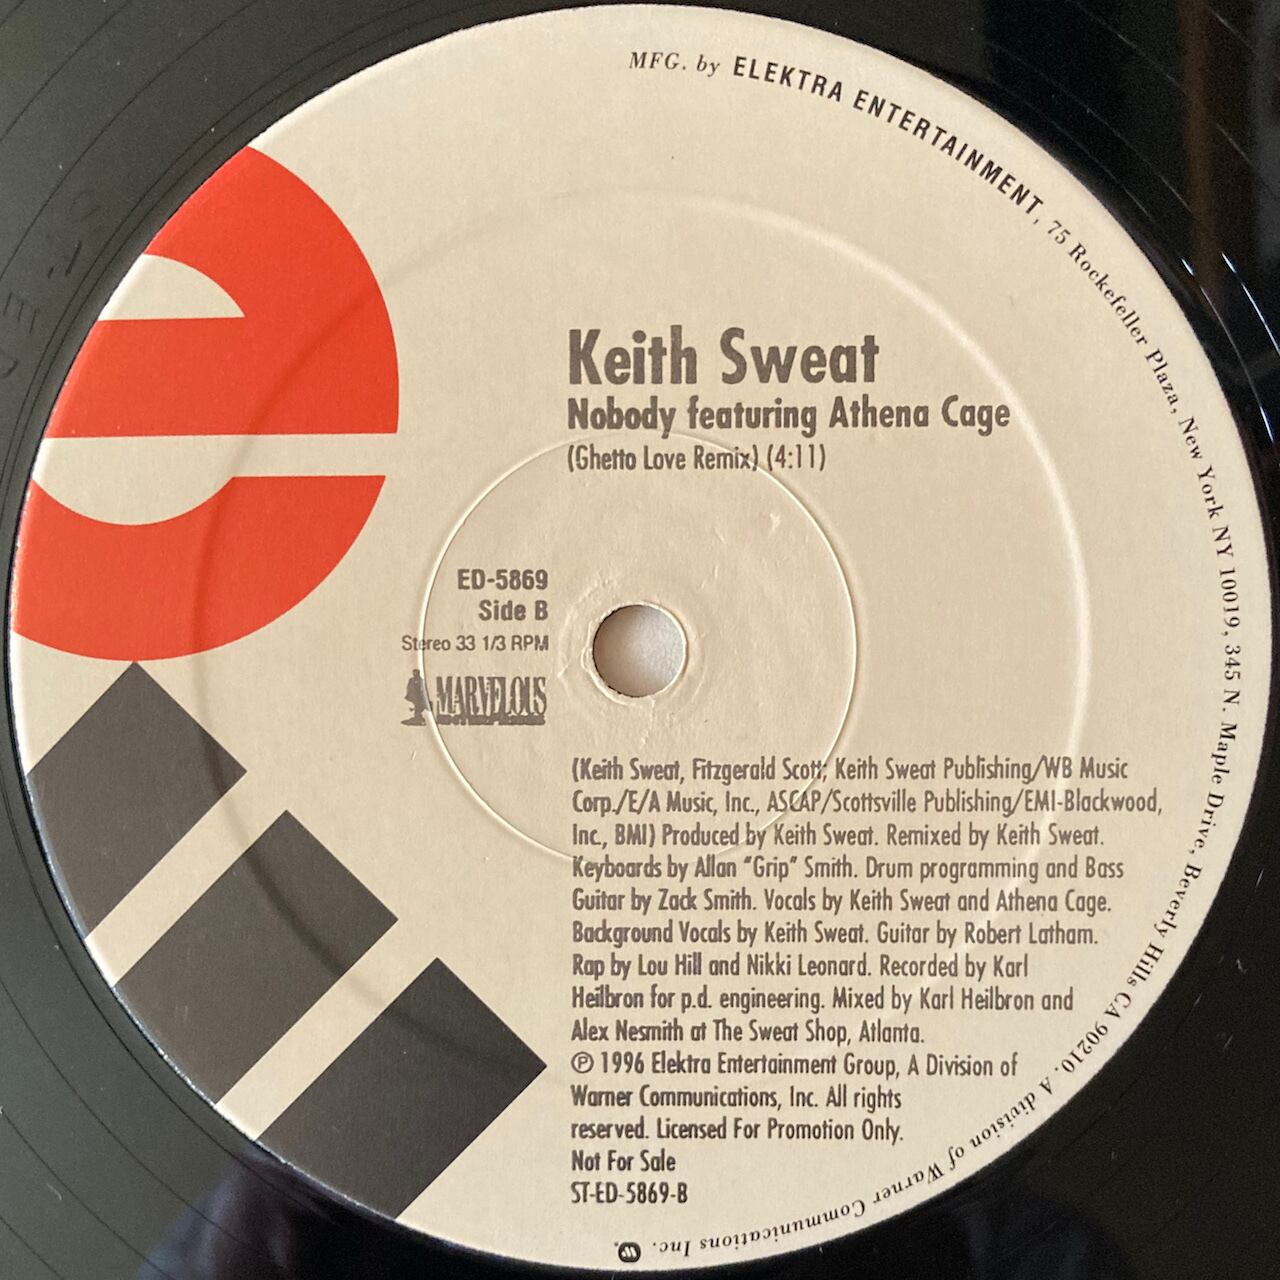 MFG. by ELEKTRA ENTERTAINMENT, 75 Rockefeller Plaza, New York NY 10019, 345 N. Maple Drive, Beverly Hills CA 90210. A division of Warner Communications Inc.
Keith Sweat
Nobody featuring Athena Cage
(Ghetto Love Remix) (4:11)
ED-5869
Side B
Stereo 33 1/3 RPM
MARVELOUS
(Keith Sweat, Fitzgerald Scott; Keith Sweat Publishing/WB Music
Corp./E/A Music, Inc., ASCAP/Scottsville Publishing/EMI-Blackwood,
Inc., BMI) Produced by Keith Sweat. Remixed by Keith Sweat.
Keyboards by Allan "Grip" Smith. Drum programming and Bass
Guitar by Zack Smith. Vocals by Keith Sweat and Athena Cage.
Background Vocals by Keith Sweat. Guitar by Robert Latham.
Rap by Lou Hill and Nikki Leonard. Recorded by Karl
Heilbron for p.d. engineering. Mixed by Karl Heilbron and
Alex Nesmith at The Sweat Shop, Atlanta.
℗ 1996 Elektra Entertainment Group, A Division of
Warner Communications, Inc. All rights
reserved. Licensed For Promotion Only.
Not For Sale
ST-ED-5869-B